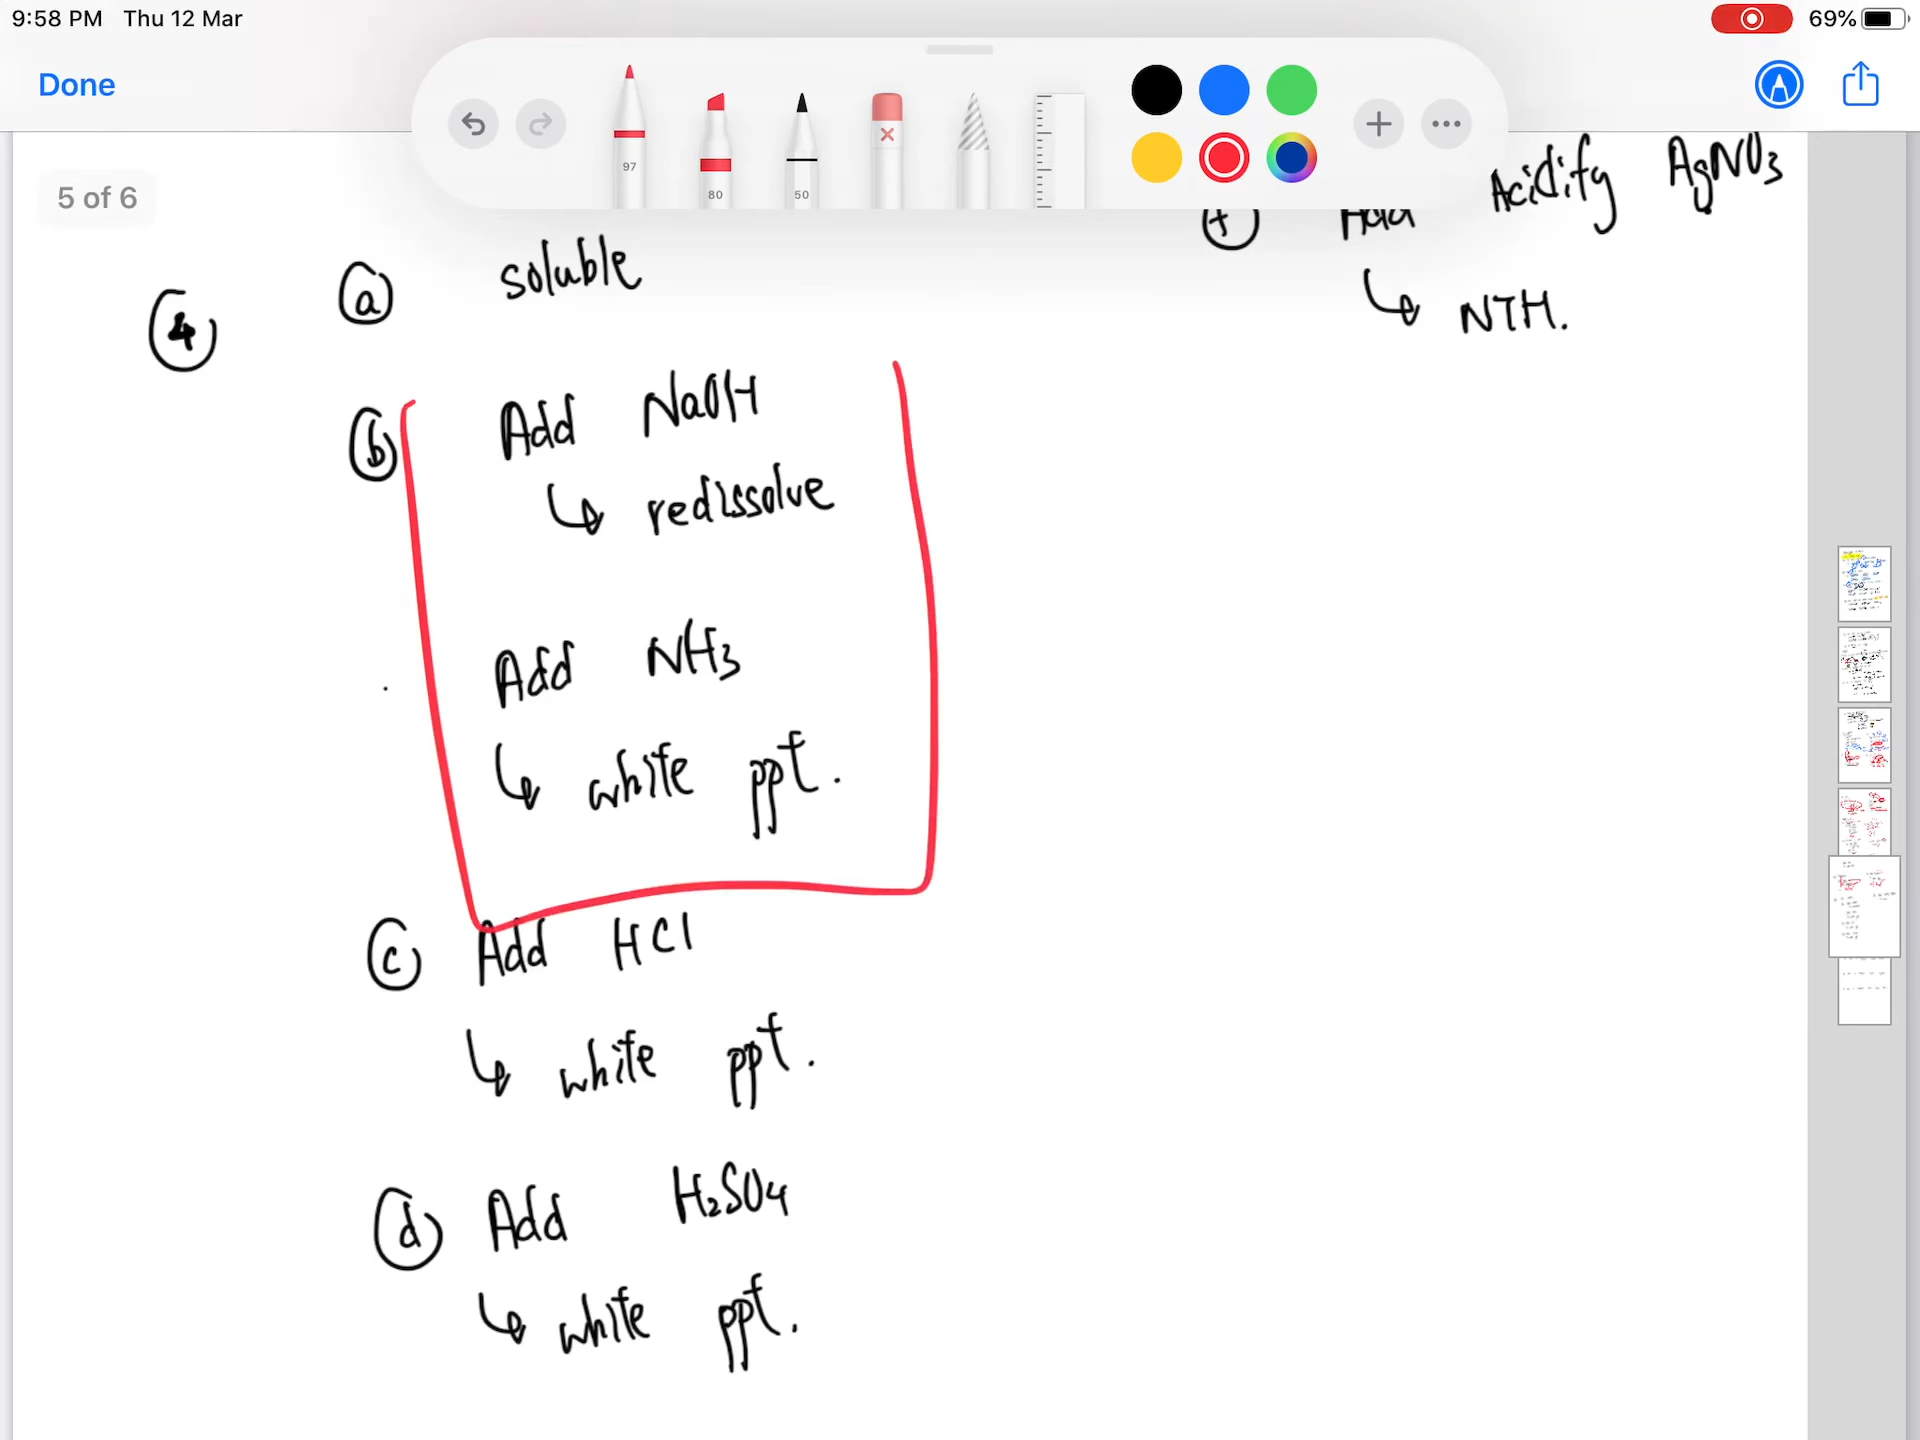 9:58 PM Thu 12 Mar
69%
Done
97
80
50
5 of 6
Acidify AgNO3
④ ⓐ soluble
NTH.
ⓑ Add NaOH
↳ redissolve
Add NH3
↳ white ppt.
ⓒ Add HCl
↳ white ppt.
ⓓ Add H2SO4
↳ white ppt.